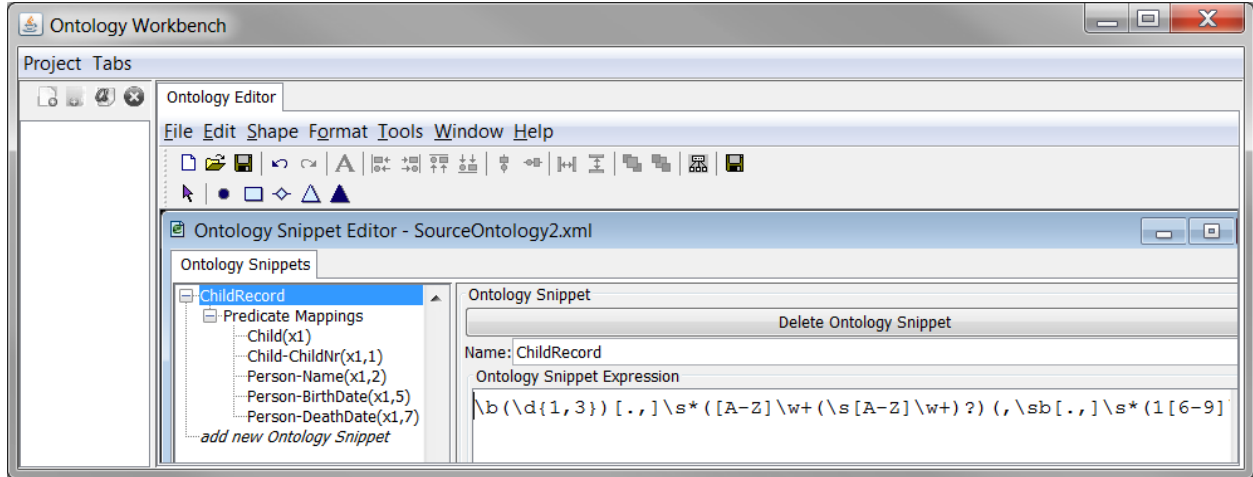 Ontology Workbench
Project Tabs
Ontology Editor
File Edit Shape Format Tools Window Help
Ontology Snippet Editor - SourceOntology2.xml
Ontology Snippets
ChildRecord
Predicate Mappings
Child(x1)
Child-ChildNr(x1,1)
Person-Name(x1,2)
Person-BirthDate(x1,5)
Person-DeathDate(x1,7)
add new Ontology Snippet
Ontology Snippet
Delete Ontology Snippet
Name: ChildRecord
Ontology Snippet Expression
\b(\d{1,3})[.,]\s*([A-Z]\w+(\s[A-Z]\w+)?)(,\sb[.,]\s*(1[6-9]